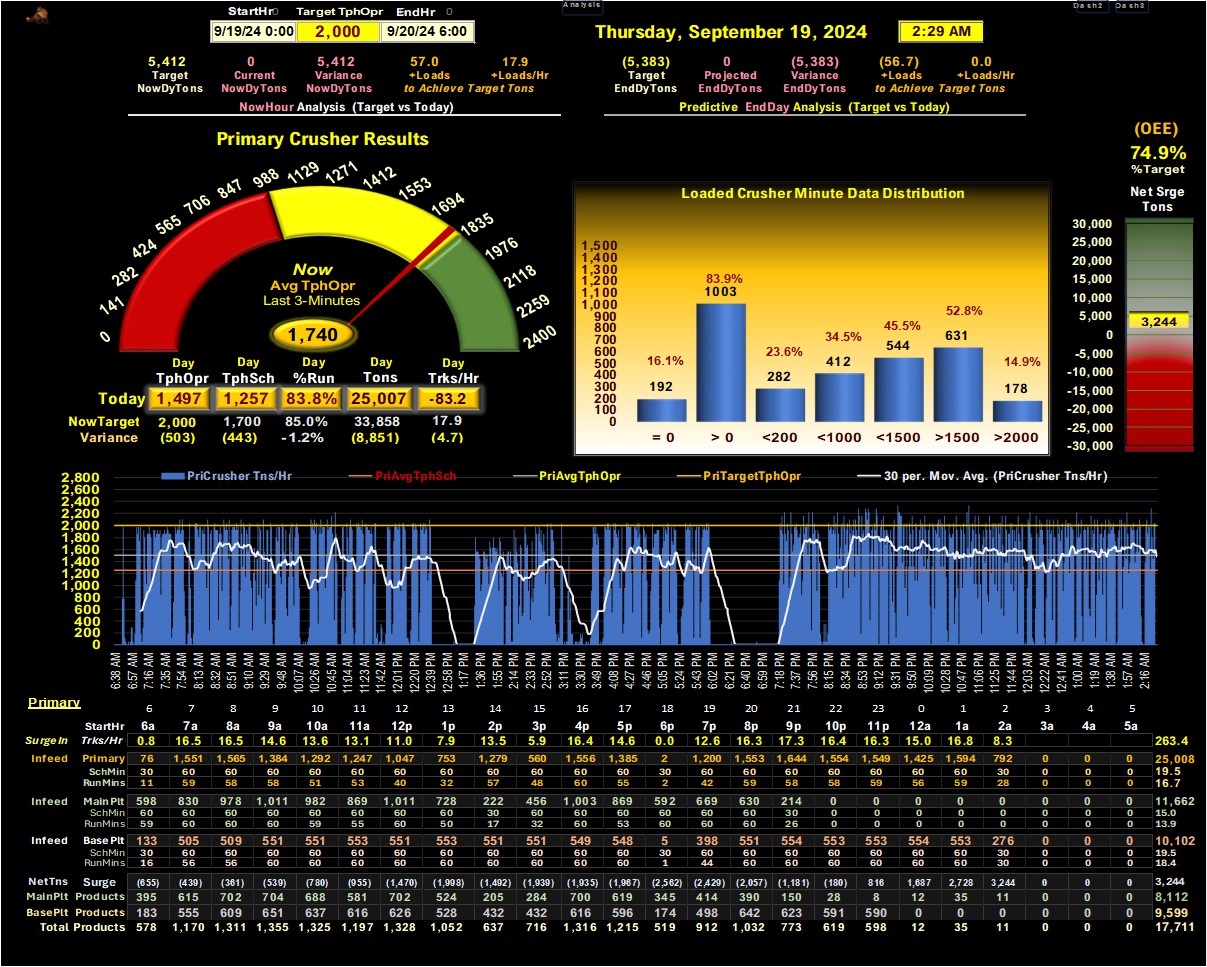 Analysis
Dash2 Dash3
StartHr 0 Target TphOpr EndHr 0
9/19/24 0:00 2,000 9/20/24 6:00
Thursday, September 19, 2024 2:29 AM
5,412 0 5,412 57.0 17.9
Target Current Variance +Loads +Loads/Hr
NowDyTons NowDyTons NowDyTons to Achieve Target Tons
NowHour Analysis (Target vs Today)
(5,383) 0 (5,383) (56.7) 0.0
Target Projected Variance +Loads +Loads/Hr
EndDyTons EndDyTons EndDyTons to Achieve Target Tons
Predictive EndDay Analysis (Target vs Today)
Primary Crusher Results
0 141 282 424 565 706 847 988 1129 1271 1412 1553 1694 1835 1976 2118 2259 2400
Now
Avg TphOpr
Last 3-Minutes
1,740
Day Day Day Day Day
TphOpr TphSch %Run Tons Trks/Hr
Today 1,497 1,257 83.8% 25,007 -83.2
NowTarget 2,000 1,700 85.0% 33,858 17.9
Variance (503) (443) -1.2% (8,851) (4.7)
Loaded Crusher Minute Data Distribution
1,500
1,400
1,300
1,200
1,100
1,000
900
800
700
600
500
400
300
200
100
0
16.1% 83.9% 23.6% 34.5% 45.5% 52.8% 14.9%
192 1003 282 412 544 631 178
= 0 > 0 <200 <1000 <1500 >1500 >2000
(OEE)
74.9%
%Target
Net Srge
Tons
30,000
25,000
20,000
15,000
10,000
5,000
0
-5,000
-10,000
-15,000
-20,000
-25,000
-30,000
3,244
PriCrusher Tns/Hr PriAvgTphSch PriAvgTphOpr PriTargetTphOpr 30 per. Mov. Avg. (PriCrusher Tns/Hr)
2,800
2,600
2,400
2,200
2,000
1,800
1,600
1,400
1,200
1,000
800
600
400
200
0
6:38 AM 6:57 AM 7:16 AM 7:35 AM 7:54 AM 8:13 AM 8:32 AM 8:51 AM 9:10 AM 9:29 AM 9:48 AM 10:07 AM 10:26 AM 10:45 AM 11:04 AM 11:23 AM 11:42 AM 12:01 PM 12:20 PM 12:39 PM 12:58 PM 1:17 PM 1:36 PM 1:55 PM 2:14 PM 2:33 PM 2:52 PM 3:11 PM 3:30 PM 3:49 PM 4:08 PM 4:27 PM 4:46 PM 5:05 PM 5:24 PM 5:43 PM 6:02 PM 6:21 PM 6:40 PM 6:59 PM 7:18 PM 7:37 PM 7:56 PM 8:15 PM 8:34 PM 8:53 PM 9:12 PM 9:31 PM 9:50 PM 10:09 PM 10:28 PM 10:47 PM 11:06 PM 11:25 PM 11:44 PM 12:03 AM 12:22 AM 12:41 AM 1:00 AM 1:19 AM 1:38 AM 1:57 AM 2:16 AM
Primary 6 7 8 9 10 11 12 13 14 15 16 17 18 19 20 21 22 23 0 1 2 3 4 5
StartHr 6a 7a 8a 9a 10a 11a 12p 1p 2p 3p 4p 5p 6p 7p 8p 9p 10p 11p 12a 1a 2a 3a 4a 5a
SurgeIn Trks/Hr 0.8 16.5 16.5 14.6 13.6 13.1 11.0 7.9 13.5 5.9 16.4 14.6 0.0 12.6 16.3 17.3 16.4 16.3 15.0 16.8 8.3 263.4
Infeed Primary 76 1,551 1,565 1,384 1,292 1,247 1,047 753 1,279 560 1,556 1,385 2 1,200 1,553 1,644 1,554 1,549 1,425 1,594 792 0 0 0 25,008
SchMin 30 60 60 60 60 60 60 60 60 60 60 60 30 60 60 60 60 60 60 60 30 0 0 0 19.5
RunMins 11 59 58 58 51 53 40 32 57 48 60 55 2 42 59 58 58 58 56 59 28 0 0 0 16.7
Infeed MainPlt 598 830 978 1,011 982 869 1,011 728 222 456 1,003 869 592 669 630 214 0 0 0 0 0 0 0 0 11,662
SchMin 60 60 60 60 60 60 60 60 30 60 60 60 60 60 60 30 0 0 0 0 0 0 0 0 15.0
RunMins 59 60 60 60 59 55 60 45 17 32 60 53 60 60 60 26 0 0 0 0 0 0 0 0 13.9
Infeed BasePlt 133 505 509 551 551 553 551 553 551 551 549 548 5 398 551 554 553 554 554 553 276 0 0 0 10,102
SchMin 30 60 60 60 60 60 60 60 60 60 60 60 30 60 60 60 60 60 60 60 30 0 0 0 19.5
RunMins 16 56 56 60 60 60 60 60 60 60 60 60 1 44 60 60 60 60 60 60 30 0 0 0 18.4
NetTns Surge (655) (439) (361) (539) (780) (955) (1,470) (1,998) (1,492) (1,939) (1,935) (1,967) (2,562) (2,429) (2,057) (1,181) (180) 816 1,687 2,728 3,244 0 0 0 3,244
MainPlt Products 395 615 702 704 688 581 702 524 205 284 700 619 345 414 390 150 28 8 12 35 11 0 0 0 8,112
BasePlt Products 183 555 609 651 637 616 626 528 432 432 616 596 174 498 642 623 591 590 0 0 0 0 0 0 9,599
Total Products 578 1,170 1,311 1,355 1,325 1,197 1,328 1,052 637 716 1,316 1,215 519 912 1,032 773 619 598 12 35 11 0 0 0 17,711